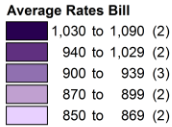 Average Rates Bill
1,030 to 1,090 (2)
940 to 1,029 (2)
900 to 939 (3)
870 to 899 (2)
850 to 869 (2)